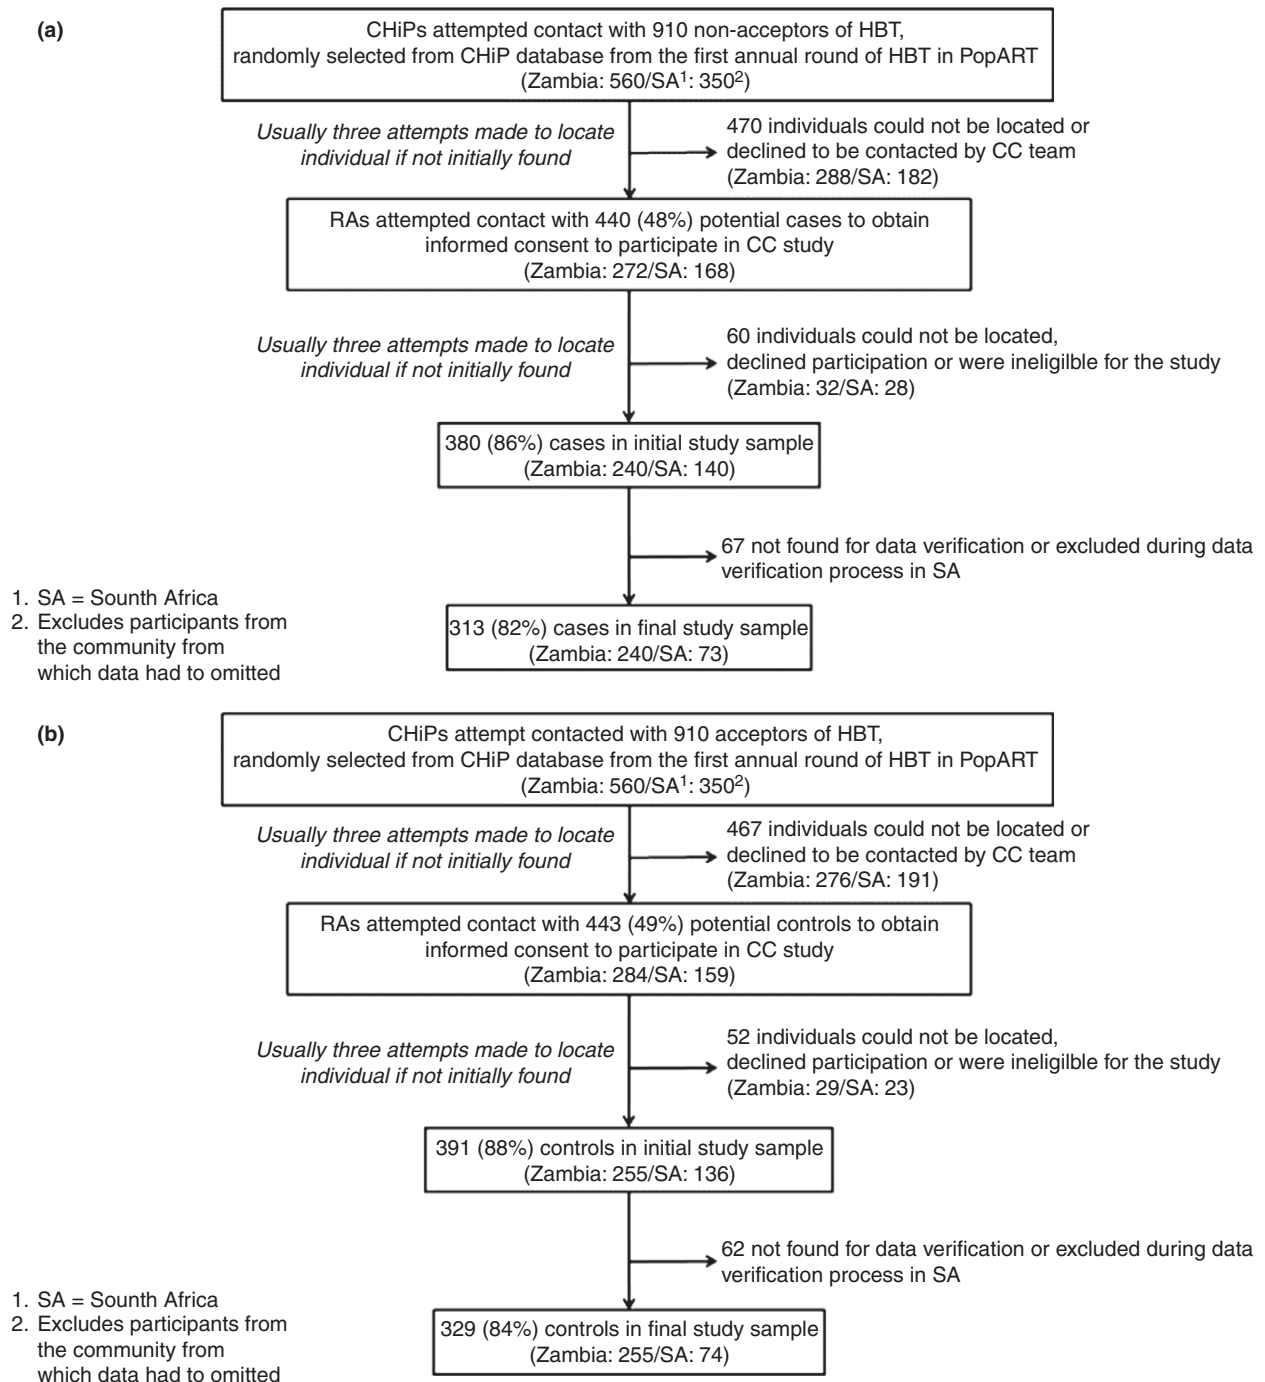 (a)
CHiPs attempted contact with 910 non-acceptors of HBT,
randomly selected from CHiP database from the first annual round of HBT in PopART
(Zambia: 560/SA¹: 350²)
Usually three attempts made to locate
individual if not initially found
470 individuals could not be located or
declined to be contacted by CC team
(Zambia: 288/SA: 182)
RAs attempted contact with 440 (48%) potential cases to obtain
informed consent to participate in CC study
(Zambia: 272/SA: 168)
Usually three attempts made to locate
individual if not initially found
60 individuals could not be located,
declined participation or were ineligilble for the study
(Zambia: 32/SA: 28)
380 (86%) cases in initial study sample
(Zambia: 240/SA: 140)
67 not found for data verification or excluded during data
verification process in SA
1. SA = Sounth Africa
2. Excludes participants from
the community from
which data had to omitted
313 (82%) cases in final study sample
(Zambia: 240/SA: 73)
(b)
CHiPs attempt contacted with 910 acceptors of HBT,
randomly selected from CHiP database from the first annual round of HBT in PopART
(Zambia: 560/SA¹: 350²)
Usually three attempts made to locate
individual if not initially found
467 individuals could not be located or
declined to be contacted by CC team
(Zambia: 276/SA: 191)
RAs attempted contact with 443 (49%) potential controls to obtain
informed consent to participate in CC study
(Zambia: 284/SA: 159)
Usually three attempts made to locate
individual if not initially found
52 individuals could not be located,
declined participation or were ineligilble for the study
(Zambia: 29/SA: 23)
391 (88%) controls in initial study sample
(Zambia: 255/SA: 136)
62 not found for data verification or excluded during data
verification process in SA
1. SA = Sounth Africa
2. Excludes participants from
the community from
which data had to omitted
329 (84%) controls in final study sample
(Zambia: 255/SA: 74)